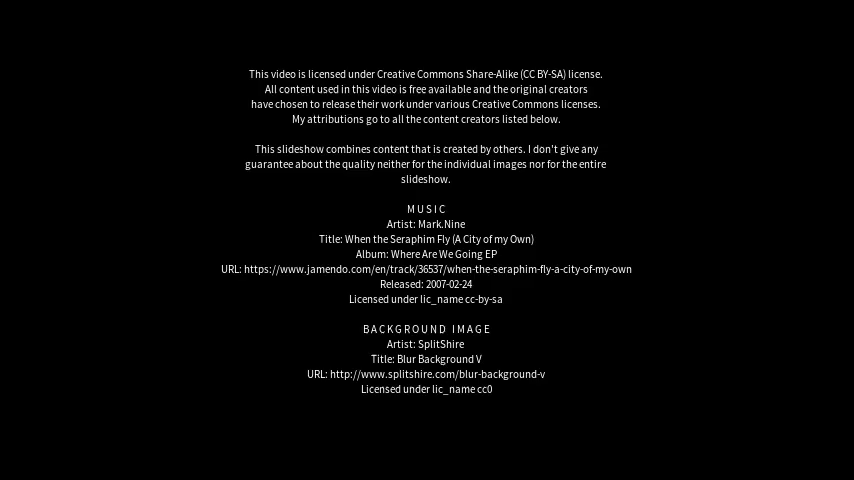 This video is licensed under Creative Commons Share-Alike (CC BY-SA) license.
All content used in this video is free available and the original creators
have chosen to release their work under various Creative Commons licenses.
My attributions go to all the content creators listed below.
This slideshow combines content that is created by others. I don't give any
guarantee about the quality neither for the individual images nor for the entire
slideshow.
MUSIC
Artist: Mark.Nine
Title: When the Seraphim Fly (A City of my Own)
Album: Where Are We Going EP
URL: https://www.jamendo.com/en/track/36537/when-the-seraphim-fly-a-city-of-my-own
Released: 2007-02-24
Licensed under lic_name cc-by-sa
BACKGROUND IMAGE
Artist: SplitShire
Title: Blur Background V
URL: http://www.splitshire.com/blur-background-v
Licensed under lic_name cc0